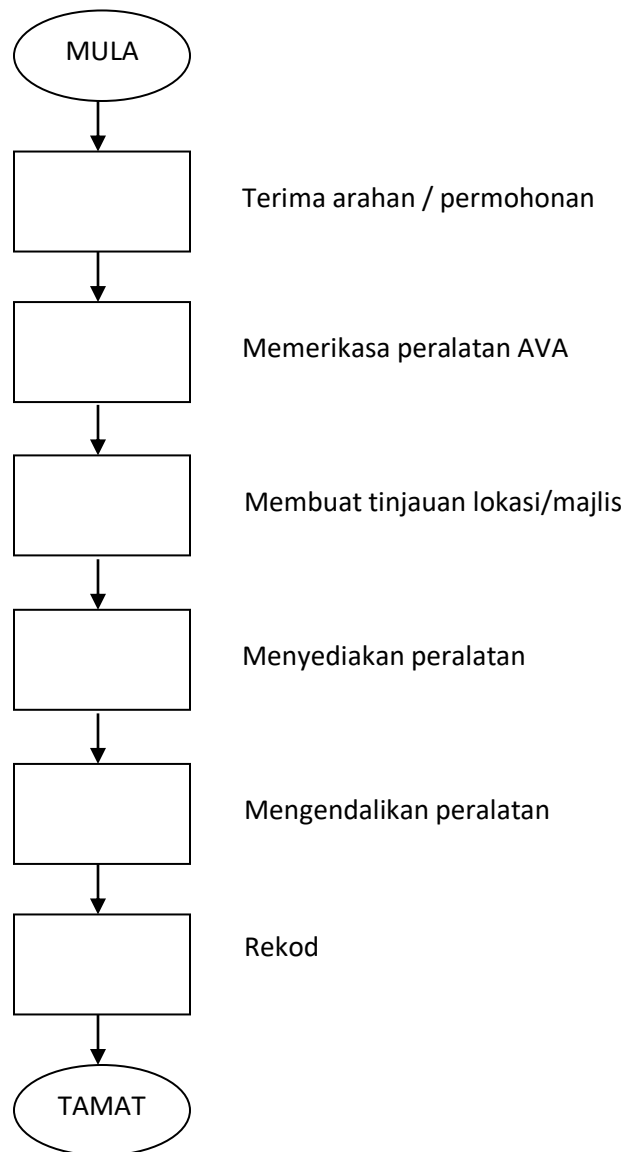 MULA
Terima arahan / permohonan
Memerikasa peralatan AVA
Membuat tinjauan lokasi/majlis
Menyediakan peralatan
Mengendalikan peralatan
Rekod
TAMAT